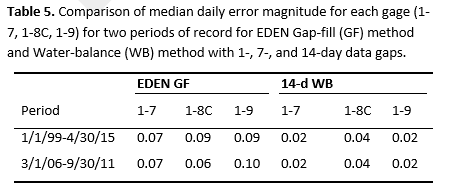 Table 5. Comparison of median daily error magnitude for each gage (1-
7, 1-8C, 1-9) for two periods of record for EDEN Gap-fill (GF) method
and Water-balance (WB) method with 1-, 7-, and 14-day data gaps.
EDEN GF 14-d WB
Period 1-7 1-8C 1-9 1-7 1-8C 1-9
1/1/99-4/30/15 0.07 0.09 0.09 0.02 0.04 0.02
3/1/06-9/30/11 0.07 0.06 0.10 0.02 0.04 0.02